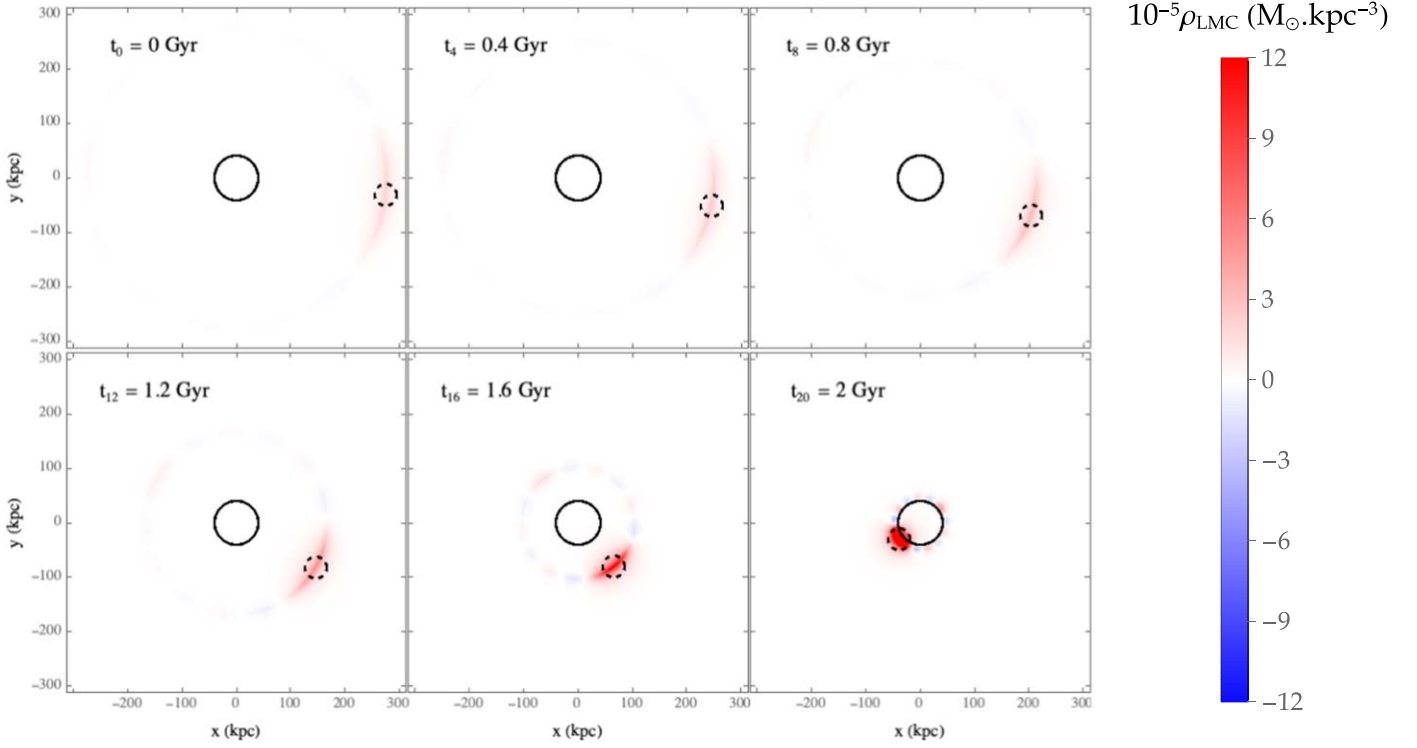 10⁻⁵ρ_LMC (M_⊙.kpc⁻³)
t₀ = 0 Gyr
t₄ = 0.4 Gyr
t₈ = 0.8 Gyr
300
200
100
0
−100
−200
−300
y (kpc)
t₁₂ = 1.2 Gyr
t₁₆ = 1.6 Gyr
t₂₀ = 2 Gyr
300
200
100
0
−100
−200
−300
y (kpc)
−200 −100 0 100 200 300
−200 −100 0 100 200 300
−200 −100 0 100 200 300
x (kpc)
x (kpc)
x (kpc)
12
9
6
3
0
−3
−6
−9
−12